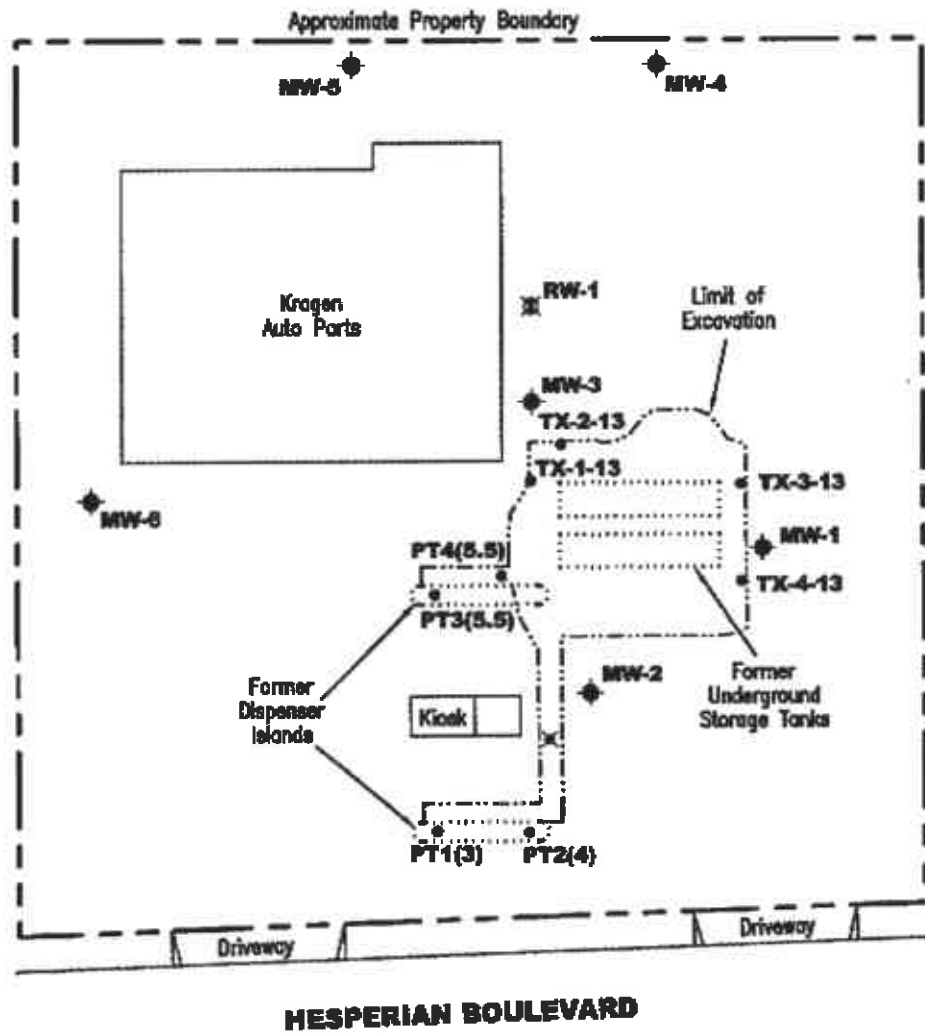 Approximate Property Boundary
MW-5
MW-4
Kragen
Auto Parts
RW-1
Limit of
Excavation
MW-3
TX-2-13
TX-1-13
TX-3-13
MW-6
MW-1
PT4(5.5)
TX-4-13
PT3(5.5)
MW-2
Former
Underground
Storage Tanks
Former
Dispenser
Islands
Kiosk
PT1(3)
PT2(4)
Driveway
Driveway
HESPERIAN BOULEVARD